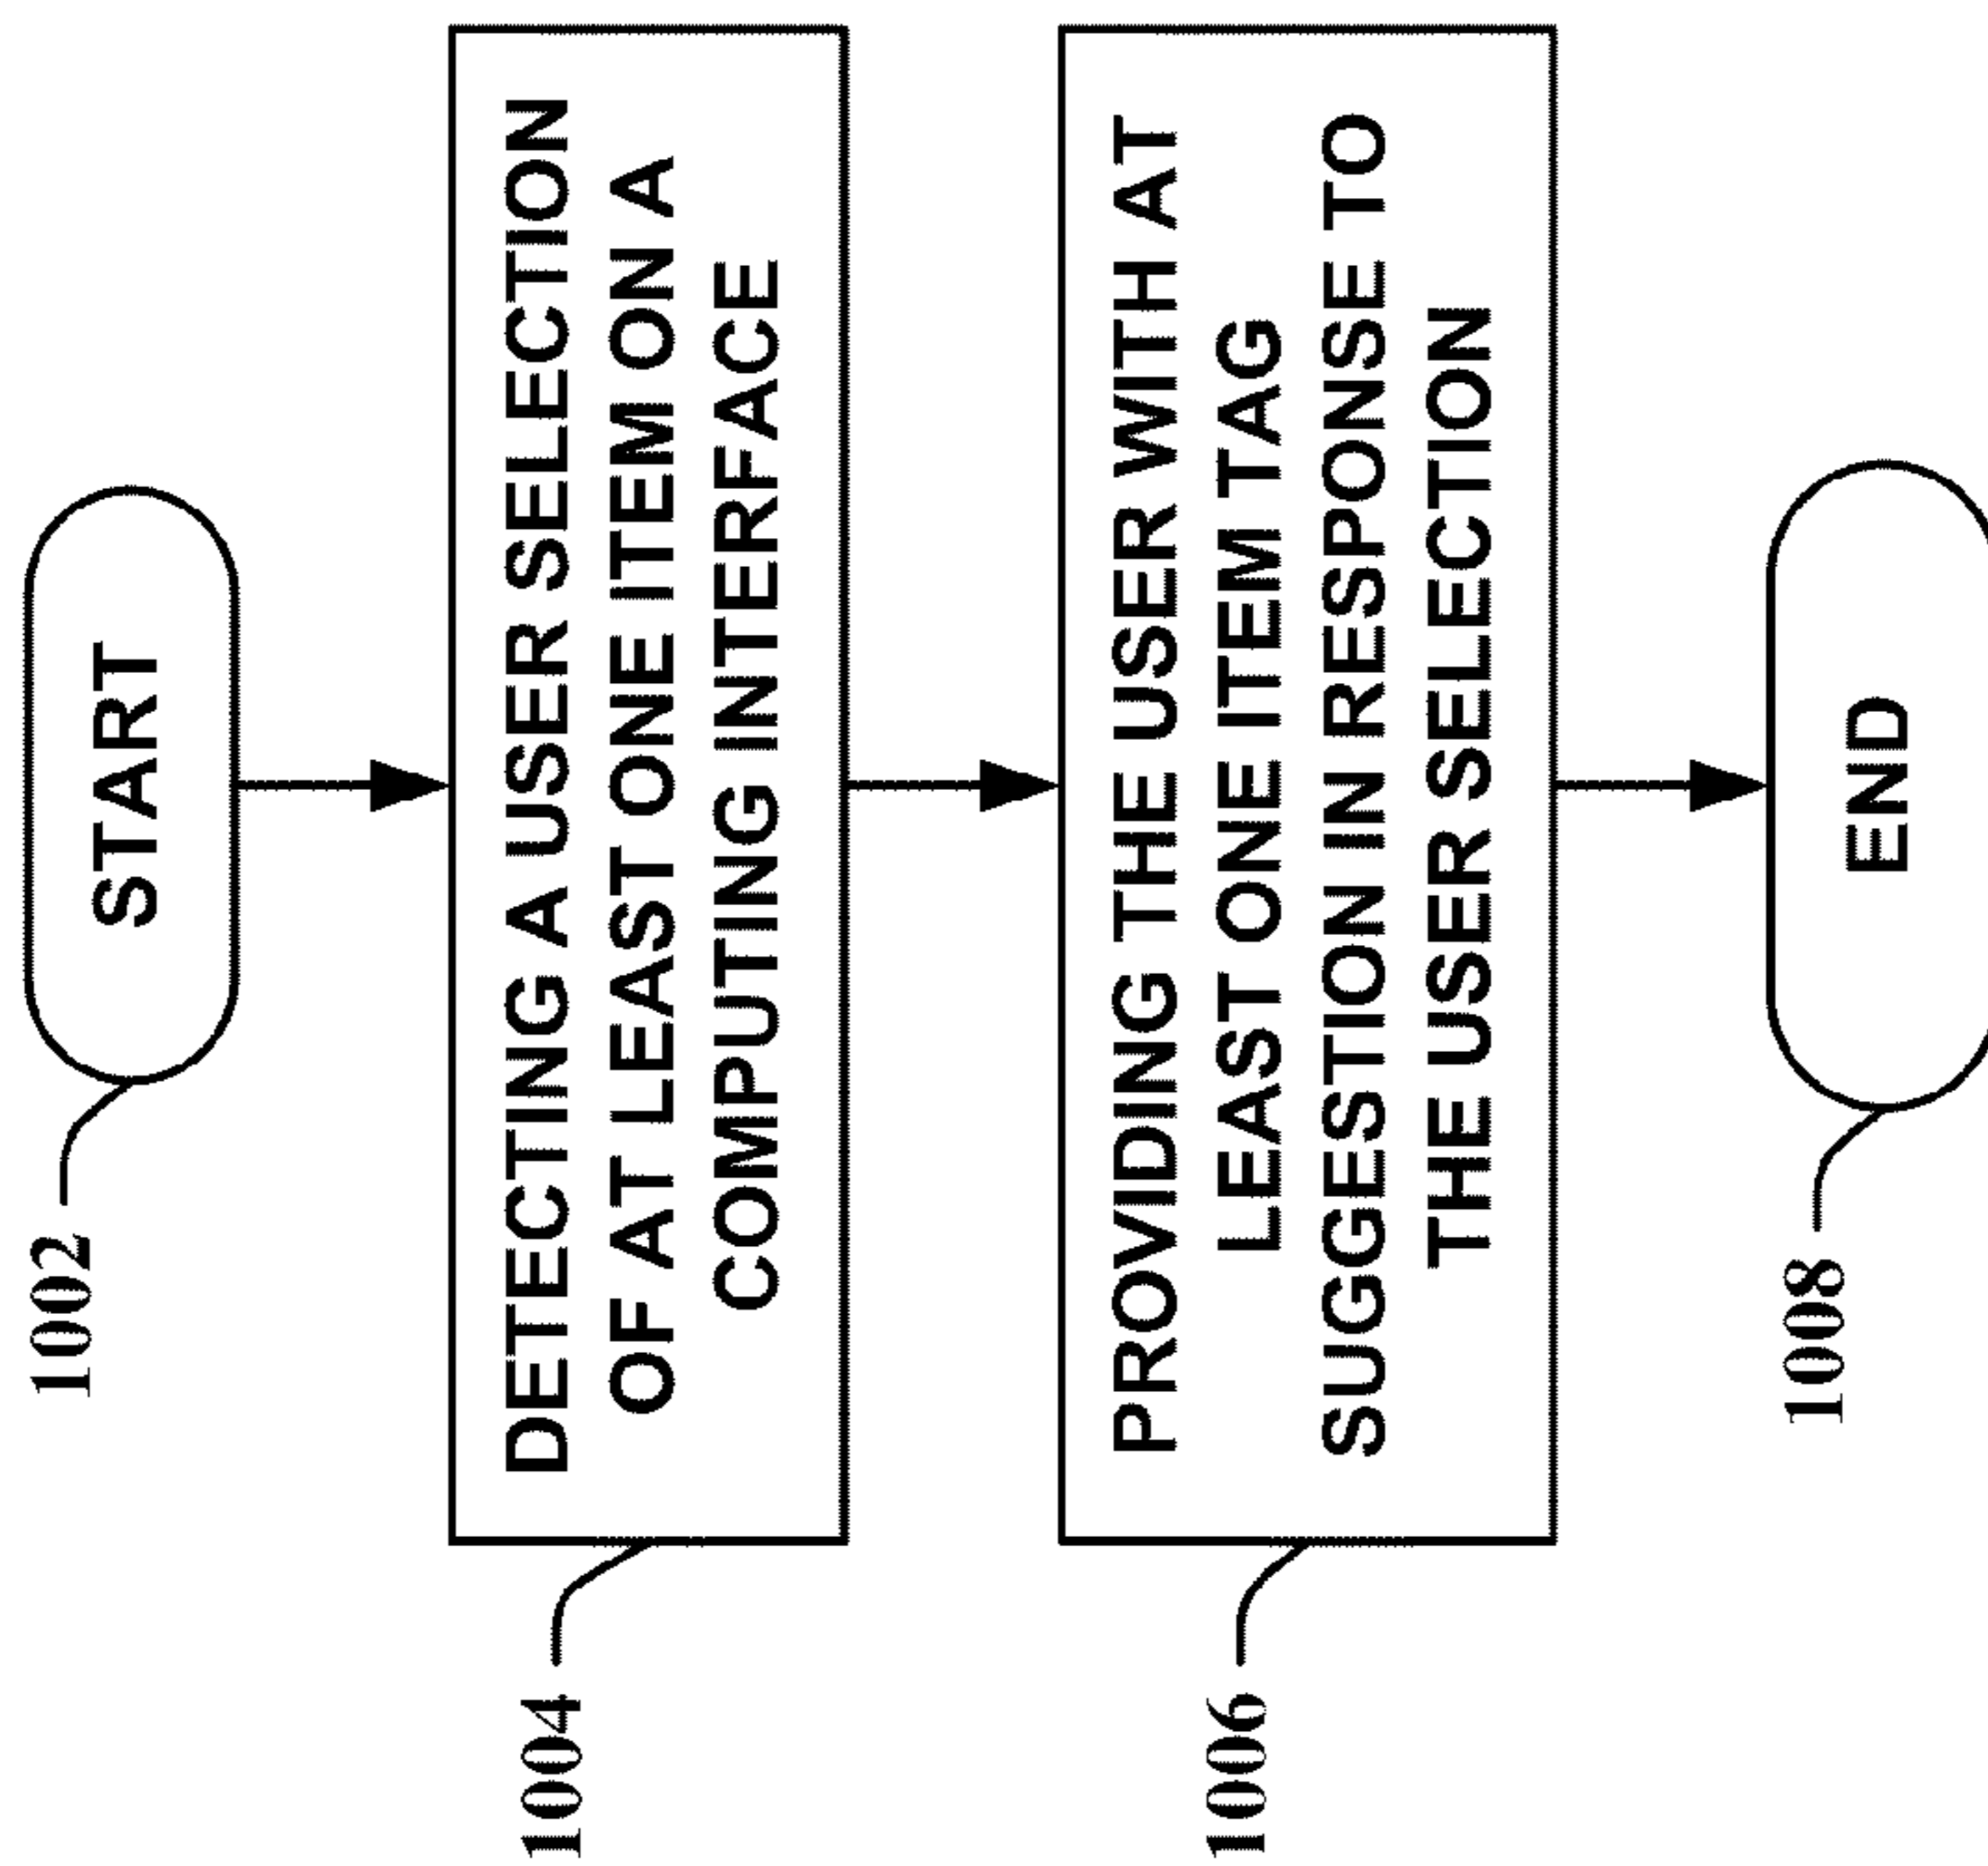 START
1002
DETECTING A USER SELECTION
OF AT LEAST ONE ITEM ON A
COMPUTING INTERFACE
1004
PROVIDING THE USER WITH AT
LEAST ONE ITEM TAG
SUGGESTION IN RESPONSE TO
THE USER SELECTION
1006
END
1008